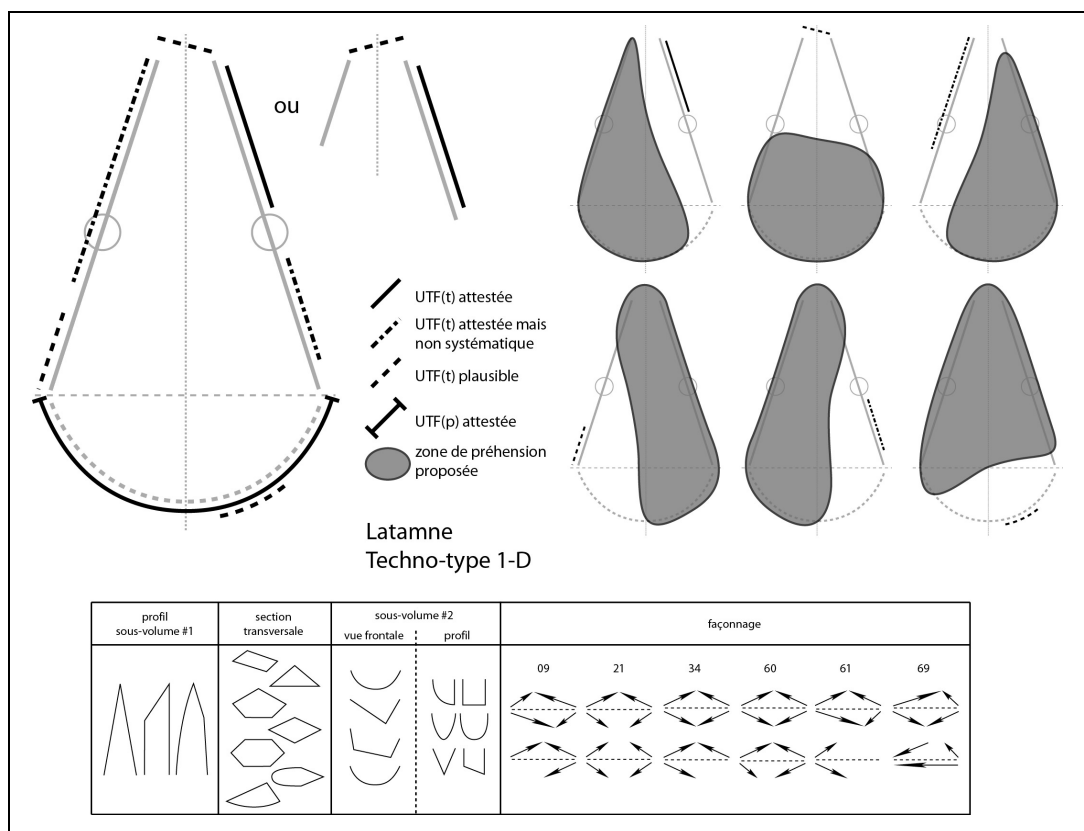 ou
UTF(t) attestée
UTF(t) attestée mais
non systématique
UTF(t) plausible
UTF(p) attestée
zone de préhension
proposée
Latamne
Techno-type 1-D
profil
sous-volume #1
section
transversale
sous-volume #2
vue frontale
profil
façonnage
09 21 34 60 61 69